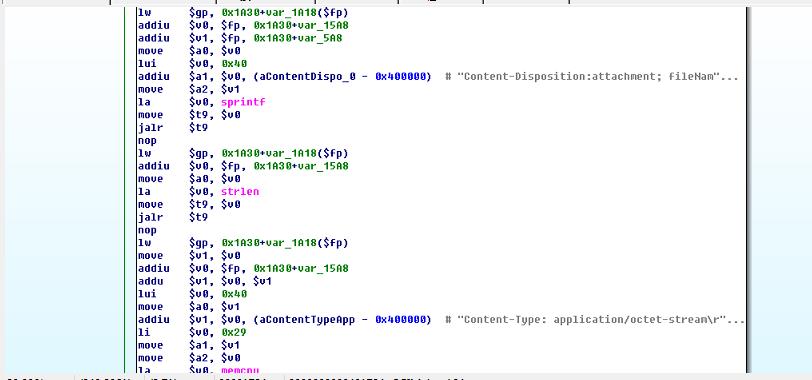 lw $gp, 0x1A30+var_1A18($fp)
addiu $v0, $fp, 0x1A30+var_15A8
addiu $v1, $fp, 0x1A30+var_5A8
move $a0, $v0
lui $v0, 0x40
addiu $a1, $v0, (aContentDispo_0 - 0x400000) # "Content-Disposition:attachment; fileNam"...
move $a2, $v1
la $v0, sprintf
move $t9, $v0
jalr $t9
nop
lw $gp, 0x1A30+var_1A18($fp)
addiu $v0, $fp, 0x1A30+var_15A8
move $a0, $v0
la $v0, strlen
move $t9, $v0
jalr $t9
nop
lw $gp, 0x1A30+var_1A18($fp)
move $v1, $v0
addiu $v0, $fp, 0x1A30+var_15A8
addu $v1, $v0, $v1
lui $v0, 0x40
move $a0, $v1
addiu $v1, $v0, (aContentTypeApp - 0x400000) # "Content-Type: application/octet-stream\r"...
li $v0, 0x29
move $a1, $v1
move $a2, $v0
la $v0, memcpy